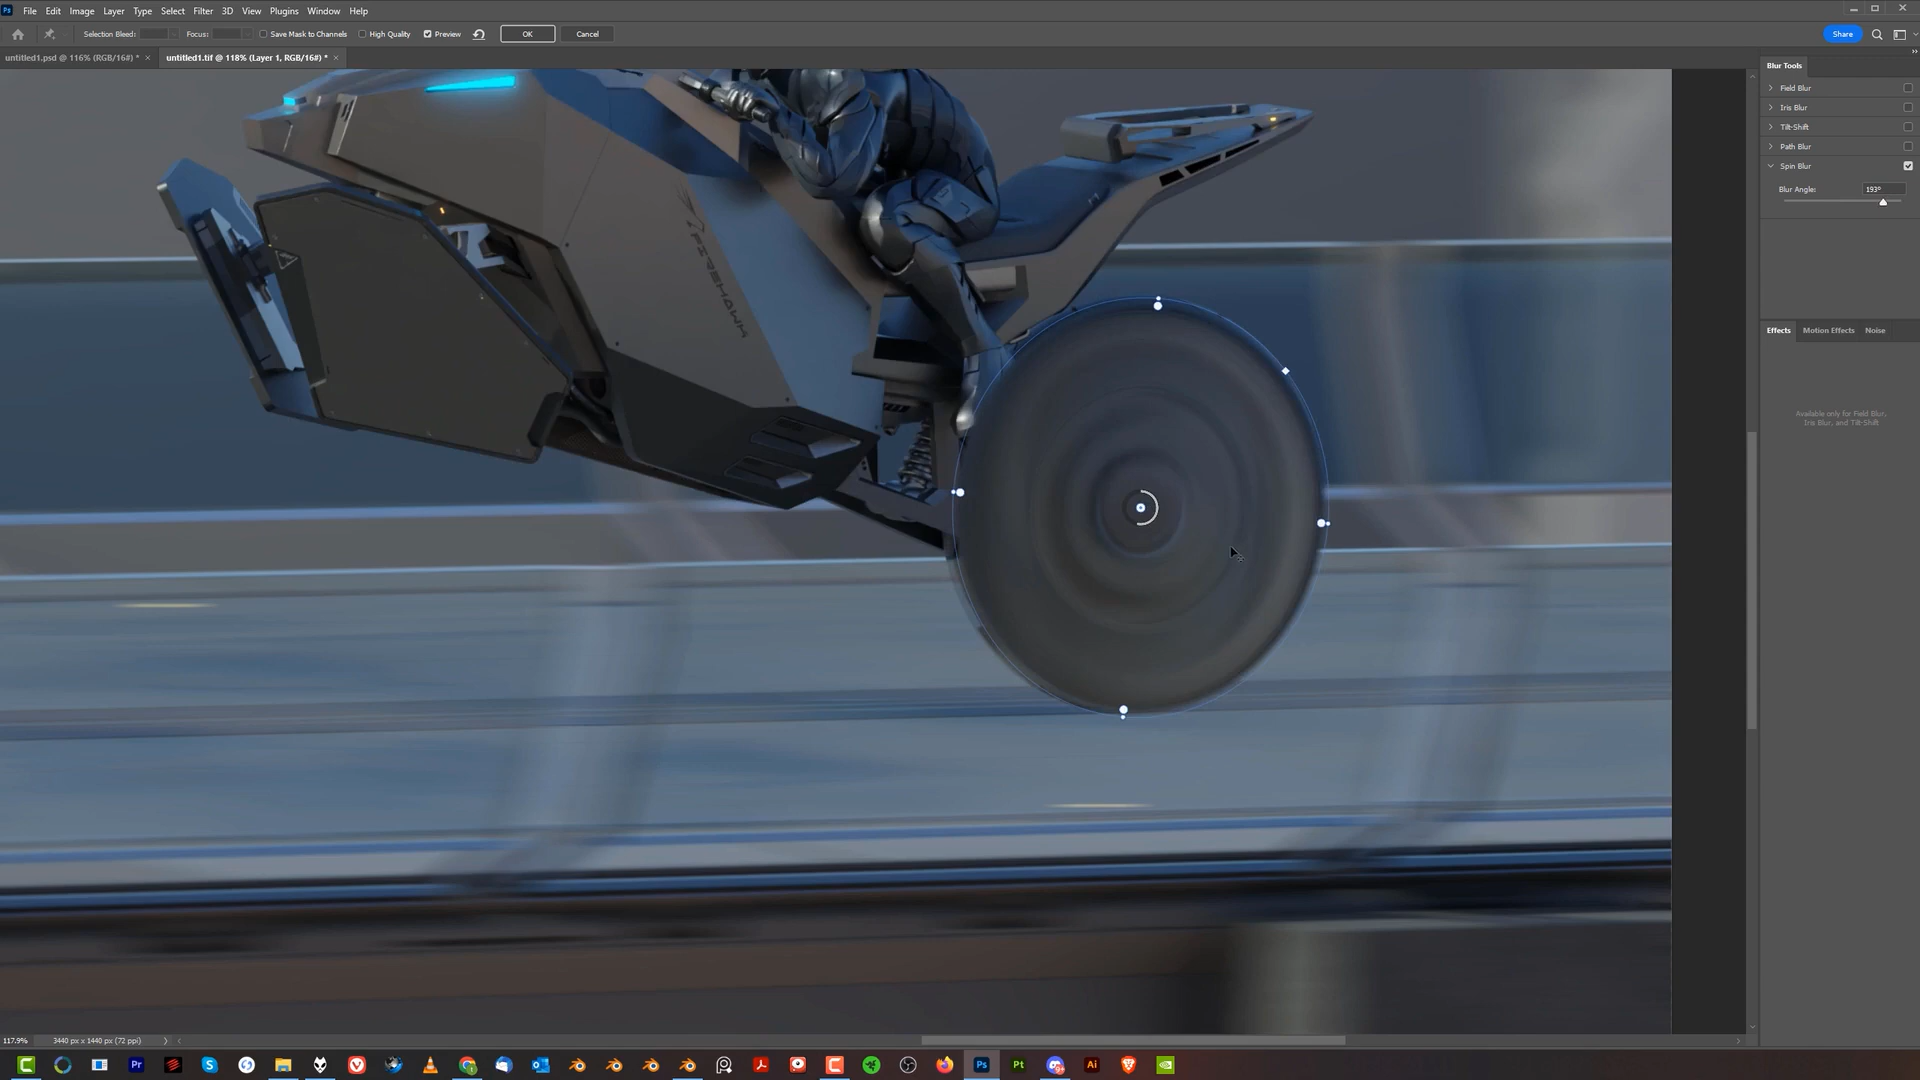 File Edit Image Layer Type Select Filter 3D View Plugins Window Help
Selection Bleed: Focus: Save Mask to Channels High Quality Preview OK Cancel Share
untitled1.psd @ 116% (RGB/16#) * × untitled1.tif @ 118% (Layer 1, RGB/16#) * ×
Blur Tools
Field Blur
Iris Blur
Tilt-Shift
Path Blur
Spin Blur
Blur Angle: 193°
Effects Motion Effects Noise
Available only for Field Blur,
Iris Blur, and Tilt-Shift
117.9% 3440 px x 1440 px (72 ppi)